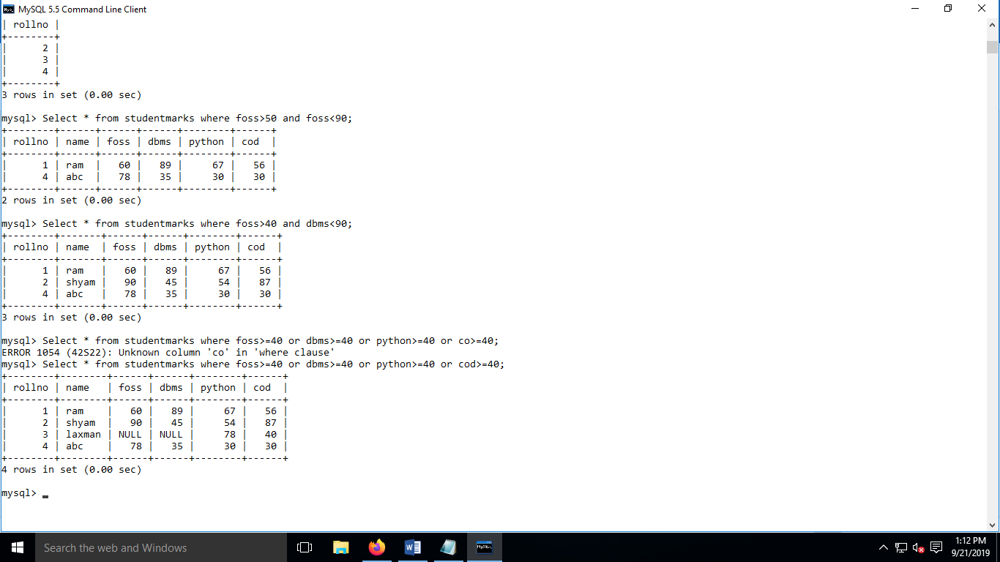 MySQL 5.5 Command Line Client
| rollno |
+--------+
|      2 |
|      3 |
|      4 |
+--------+
3 rows in set (0.00 sec)
mysql> Select * from studentmarks where foss>50 and foss<90;
+--------+------+------+------+--------+------+
| rollno | name | foss | dbms | python | cod  |
+--------+------+------+------+--------+------+
|      1 | ram  |   60 |   89 |     67 |   56 |
|      4 | abc  |   78 |   35 |     30 |   30 |
+--------+------+------+------+--------+------+
2 rows in set (0.00 sec)
mysql> Select * from studentmarks where foss>40 and dbms<90;
+--------+-------+------+------+--------+------+
| rollno | name  | foss | dbms | python | cod  |
+--------+-------+------+------+--------+------+
|      1 | ram   |   60 |   89 |     67 |   56 |
|      2 | shyam |   90 |   45 |     54 |   87 |
|      4 | abc   |   78 |   35 |     30 |   30 |
+--------+-------+------+------+--------+------+
3 rows in set (0.00 sec)
mysql> Select * from studentmarks where foss>=40 or dbms>=40 or python>=40 or co>=40;
ERROR 1054 (42S22): Unknown column 'co' in 'where clause'
mysql> Select * from studentmarks where foss>=40 or dbms>=40 or python>=40 or cod>=40;
+--------+--------+------+------+--------+------+
| rollno | name   | foss | dbms | python | cod  |
+--------+--------+------+------+--------+------+
|      1 | ram    |   60 |   89 |     67 |   56 |
|      2 | shyam  |   90 |   45 |     54 |   87 |
|      3 | laxman | NULL | NULL |     78 |   40 |
|      4 | abc    |   78 |   35 |     30 |   30 |
+--------+--------+------+------+--------+------+
4 rows in set (0.00 sec)
mysql> _
Search the web and Windows
1:12 PM
9/21/2019